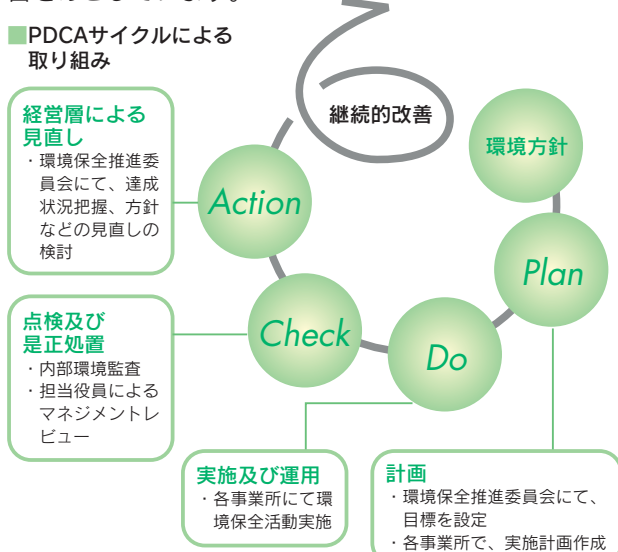 ■PDCAサイクルによる
取り組み
継続的改善
環境方針
Plan
Do
Check
Action
経営層による
見直し
・環境保全推進委
員会にて、達成
状況把握、方針
などの見直しの
検討
点検及び
是正処置
・内部環境監査
・担当役員による
マネジメントレ
ビュー
実施及び運用
・各事業所にて環
境保全活動実施
計画
・環境保全推進委員会にて、
目標を設定
・各事業所で、実施計画作成